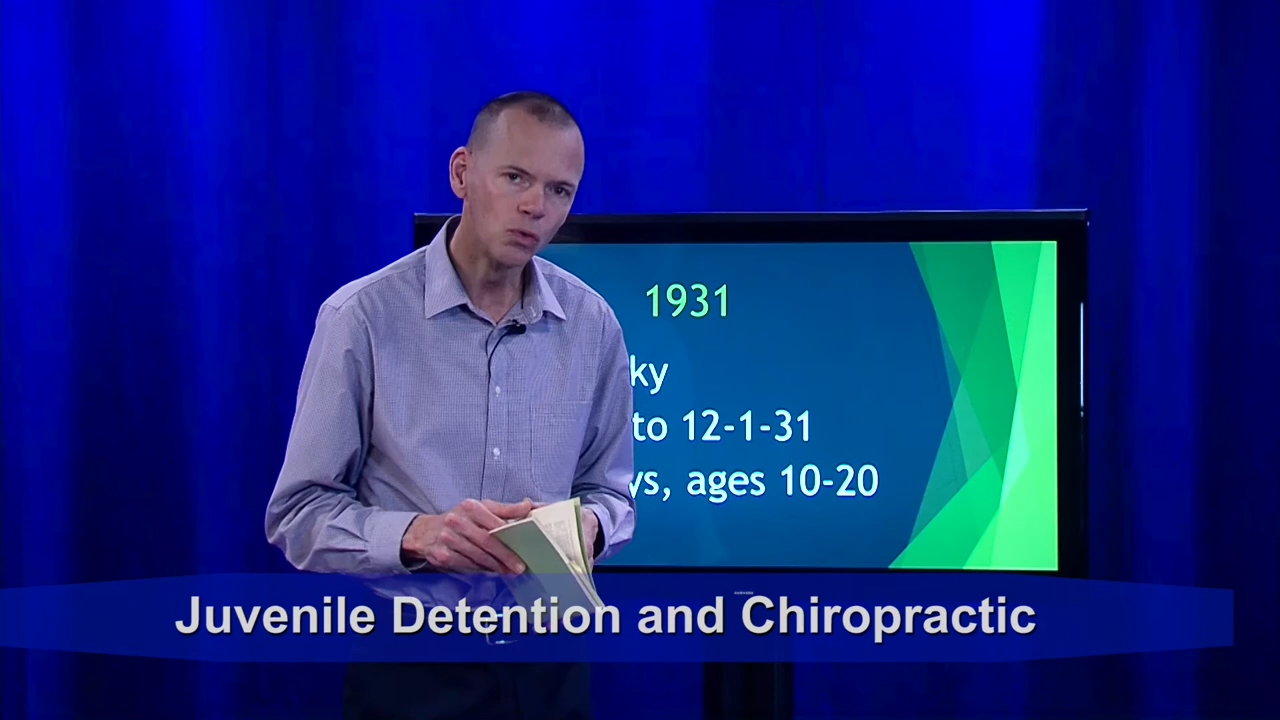 1931
ky
to 12-1-31
ys, ages 10-20
Juvenile Detention and Chiropractic